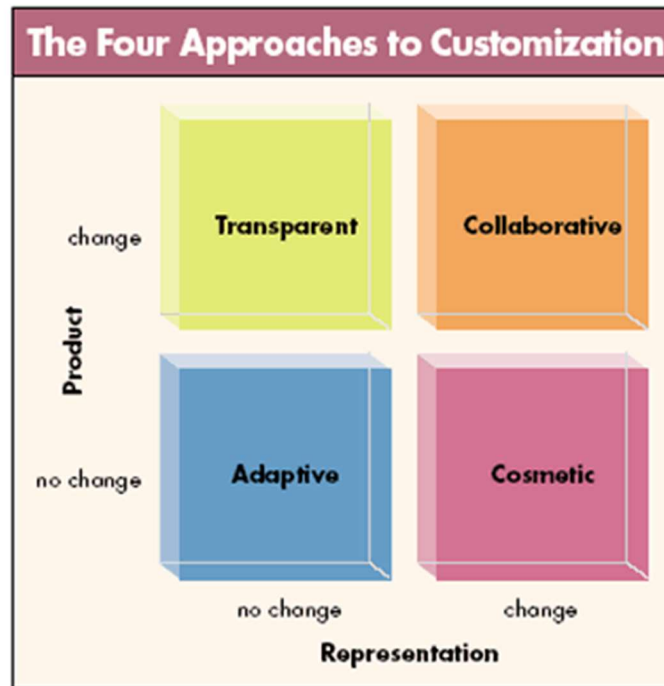 The Four Approaches to Customization
change
Transparent
Collaborative
Product
no change
Adaptive
Cosmetic
no change
change
Representation